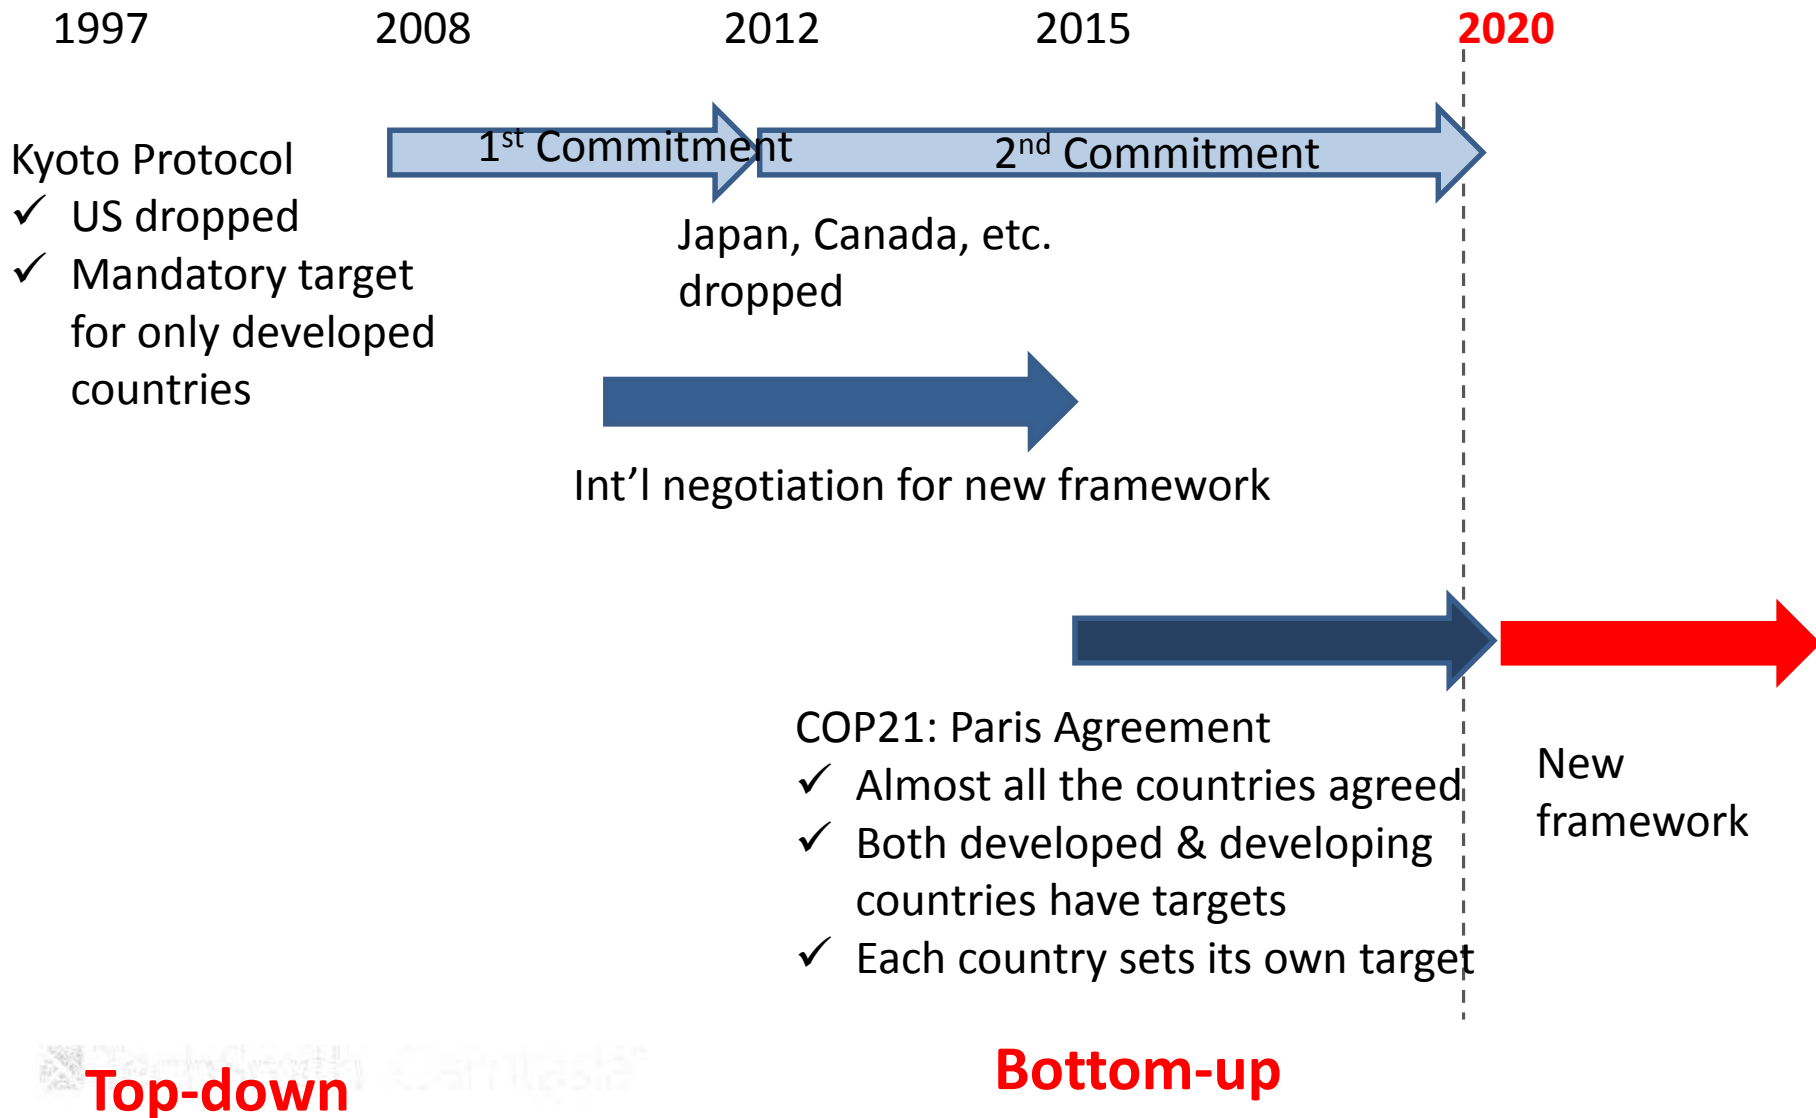 1997 2008 2012 2015 2020
1st Commitment
2nd Commitment
Kyoto Protocol
✓ US dropped
✓ Mandatory target
for only developed
countries
Japan, Canada, etc.
dropped
Int’l negotiation for new framework
COP21: Paris Agreement
✓ Almost all the countries agreed
✓ Both developed & developing
countries have targets
✓ Each country sets its own target
New
framework
Top-down
Bottom-up